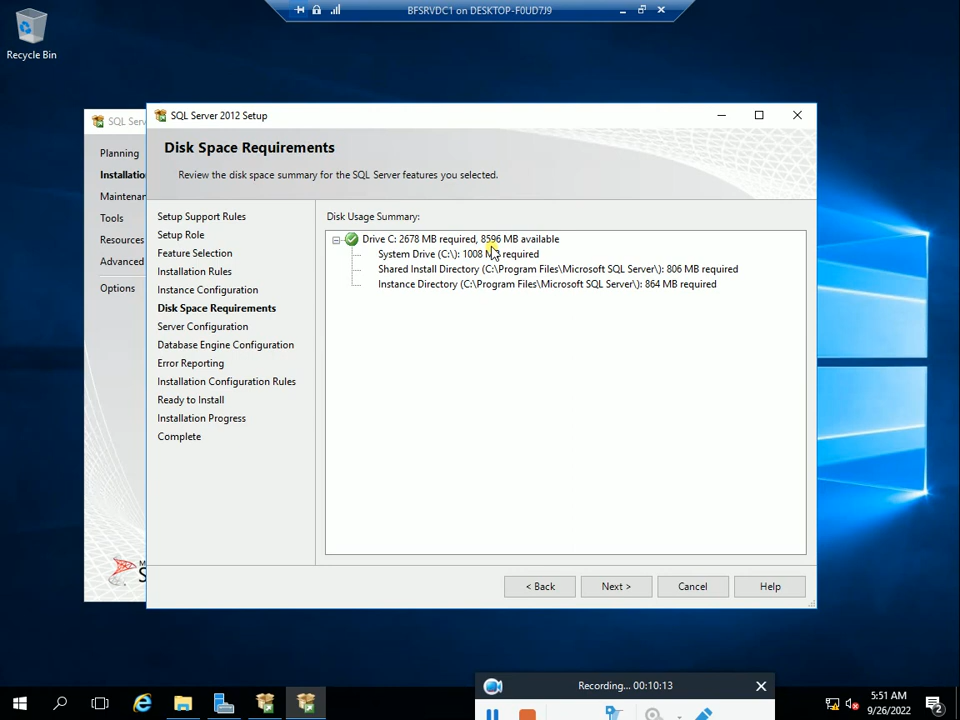 BFSRVDC1 on DESKTOP-F0UD7J9
Recycle Bin
SQL Serv
Planning
Installatio
Maintenan
Tools
Resources
Advanced
Options
SQL Server 2012 Setup
Disk Space Requirements
Review the disk space summary for the SQL Server features you selected.
Setup Support Rules
Setup Role
Feature Selection
Installation Rules
Instance Configuration
Disk Space Requirements
Server Configuration
Database Engine Configuration
Error Reporting
Installation Configuration Rules
Ready to Install
Installation Progress
Complete
Disk Usage Summary:
Drive C: 2678 MB required, 8596 MB available
System Drive (C:\): 1008 MB required
Shared Install Directory (C:\Program Files\Microsoft SQL Server\): 806 MB required
Instance Directory (C:\Program Files\Microsoft SQL Server\): 864 MB required
< Back
Next >
Cancel
Help
Recording... 00:10:13
5:51 AM
9/26/2022
2